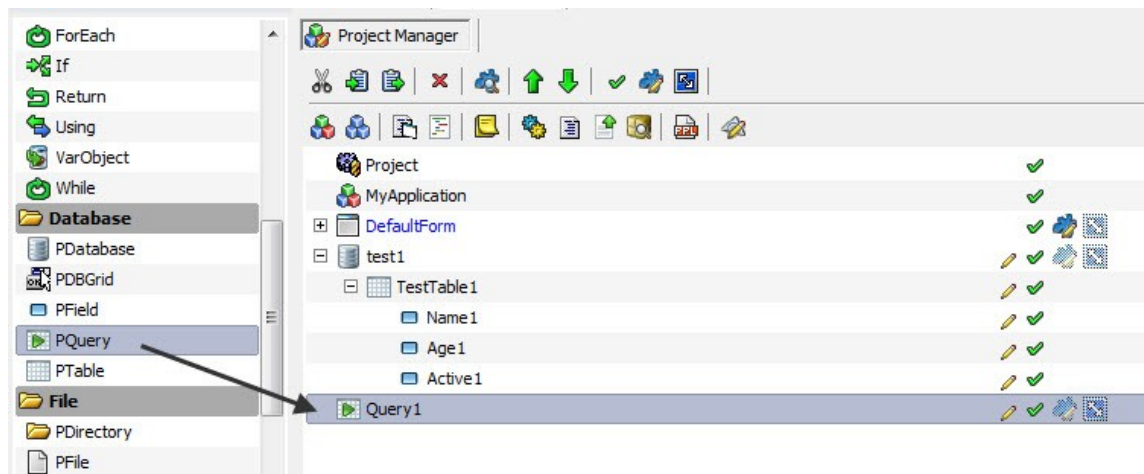 ForEach
If
Return
Using
VarObject
While
Database
PDatabase
PDBGrid
PField
PQuery
PTable
File
PDirectory
PFile
Project Manager
PPL
Project
MyApplication
DefaultForm
test1
TestTable1
Name1
Age1
Active1
Query1